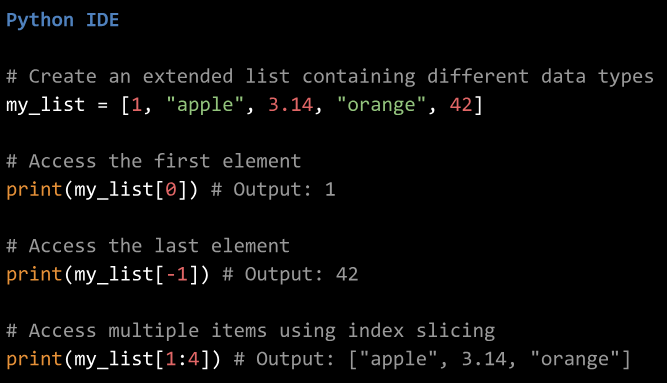 Python IDE
# Create an extended list containing different data types
my_list = [1, "apple", 3.14, "orange", 42]
# Access the first element
print(my_list[0]) # Output: 1
# Access the last element
print(my_list[-1]) # Output: 42
# Access multiple items using index slicing
print(my_list[1:4]) # Output: ["apple", 3.14, "orange"]